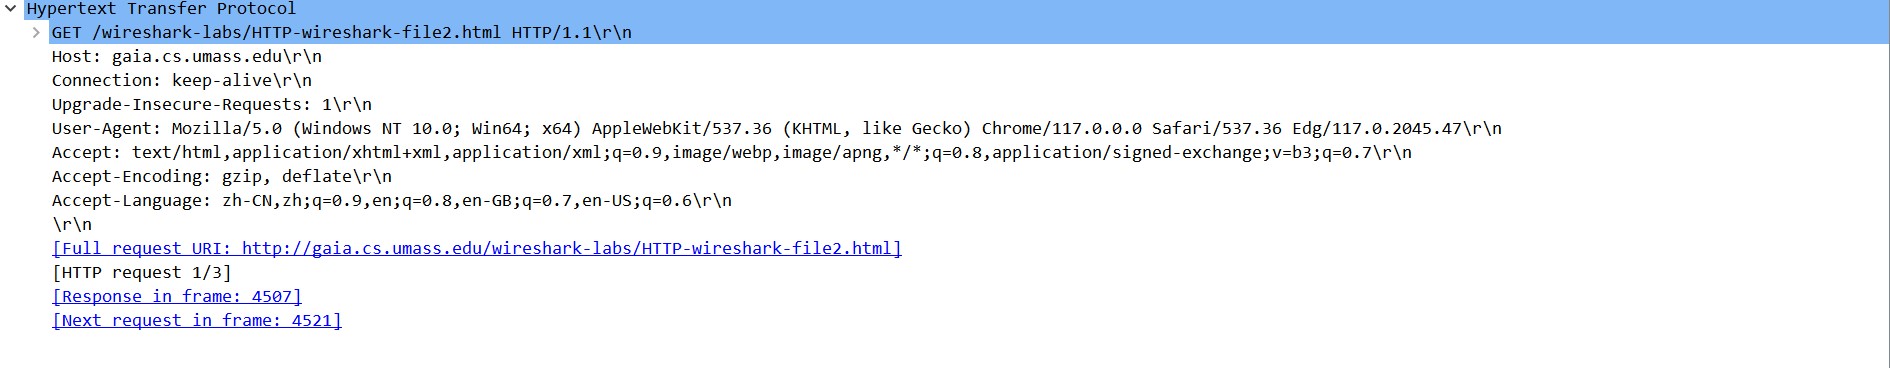 Hypertext Transfer Protocol
GET /wireshark-labs/HTTP-wireshark-file2.html HTTP/1.1\r\n
Host: gaia.cs.umass.edu\r\n
Connection: keep-alive\r\n
Upgrade-Insecure-Requests: 1\r\n
User-Agent: Mozilla/5.0 (Windows NT 10.0; Win64; x64) AppleWebKit/537.36 (KHTML, like Gecko) Chrome/117.0.0.0 Safari/537.36 Edg/117.0.2045.47\r\n
Accept: text/html,application/xhtml+xml,application/xml;q=0.9,image/webp,image/apng,*/*;q=0.8,application/signed-exchange;v=b3;q=0.7\r\n
Accept-Encoding: gzip, deflate\r\n
Accept-Language: zh-CN,zh;q=0.9,en;q=0.8,en-GB;q=0.7,en-US;q=0.6\r\n
\r\n
[Full request URI: http://gaia.cs.umass.edu/wireshark-labs/HTTP-wireshark-file2.html]
[HTTP request 1/3]
[Response in frame: 4507]
[Next request in frame: 4521]